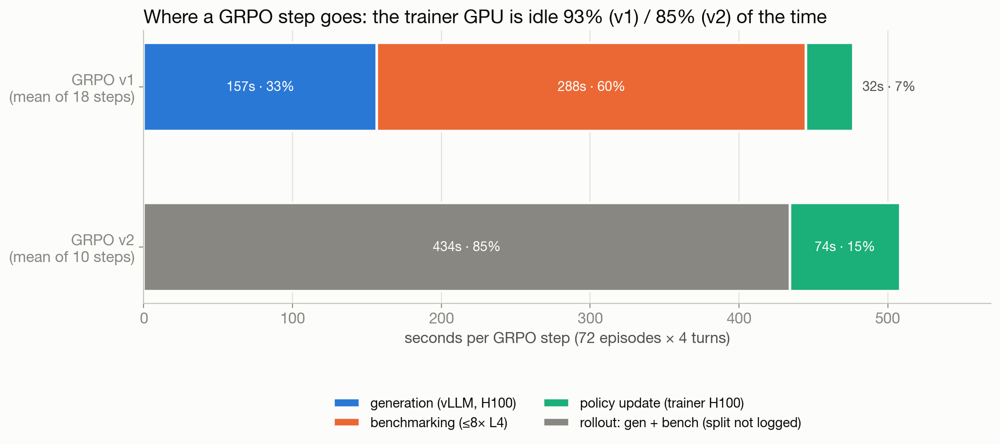 Where a GRPO step goes: the trainer GPU is idle 93% (v1) / 85% (v2) of the time
GRPO v1
(mean of 18 steps)
157s · 33%
288s · 60%
32s · 7%
GRPO v2
(mean of 10 steps)
434s · 85%
74s · 15%
0
100
200
300
400
500
seconds per GRPO step (72 episodes × 4 turns)
generation (vLLM, H100)
benchmarking (≤8× L4)
policy update (trainer H100)
rollout: gen + bench (split not logged)